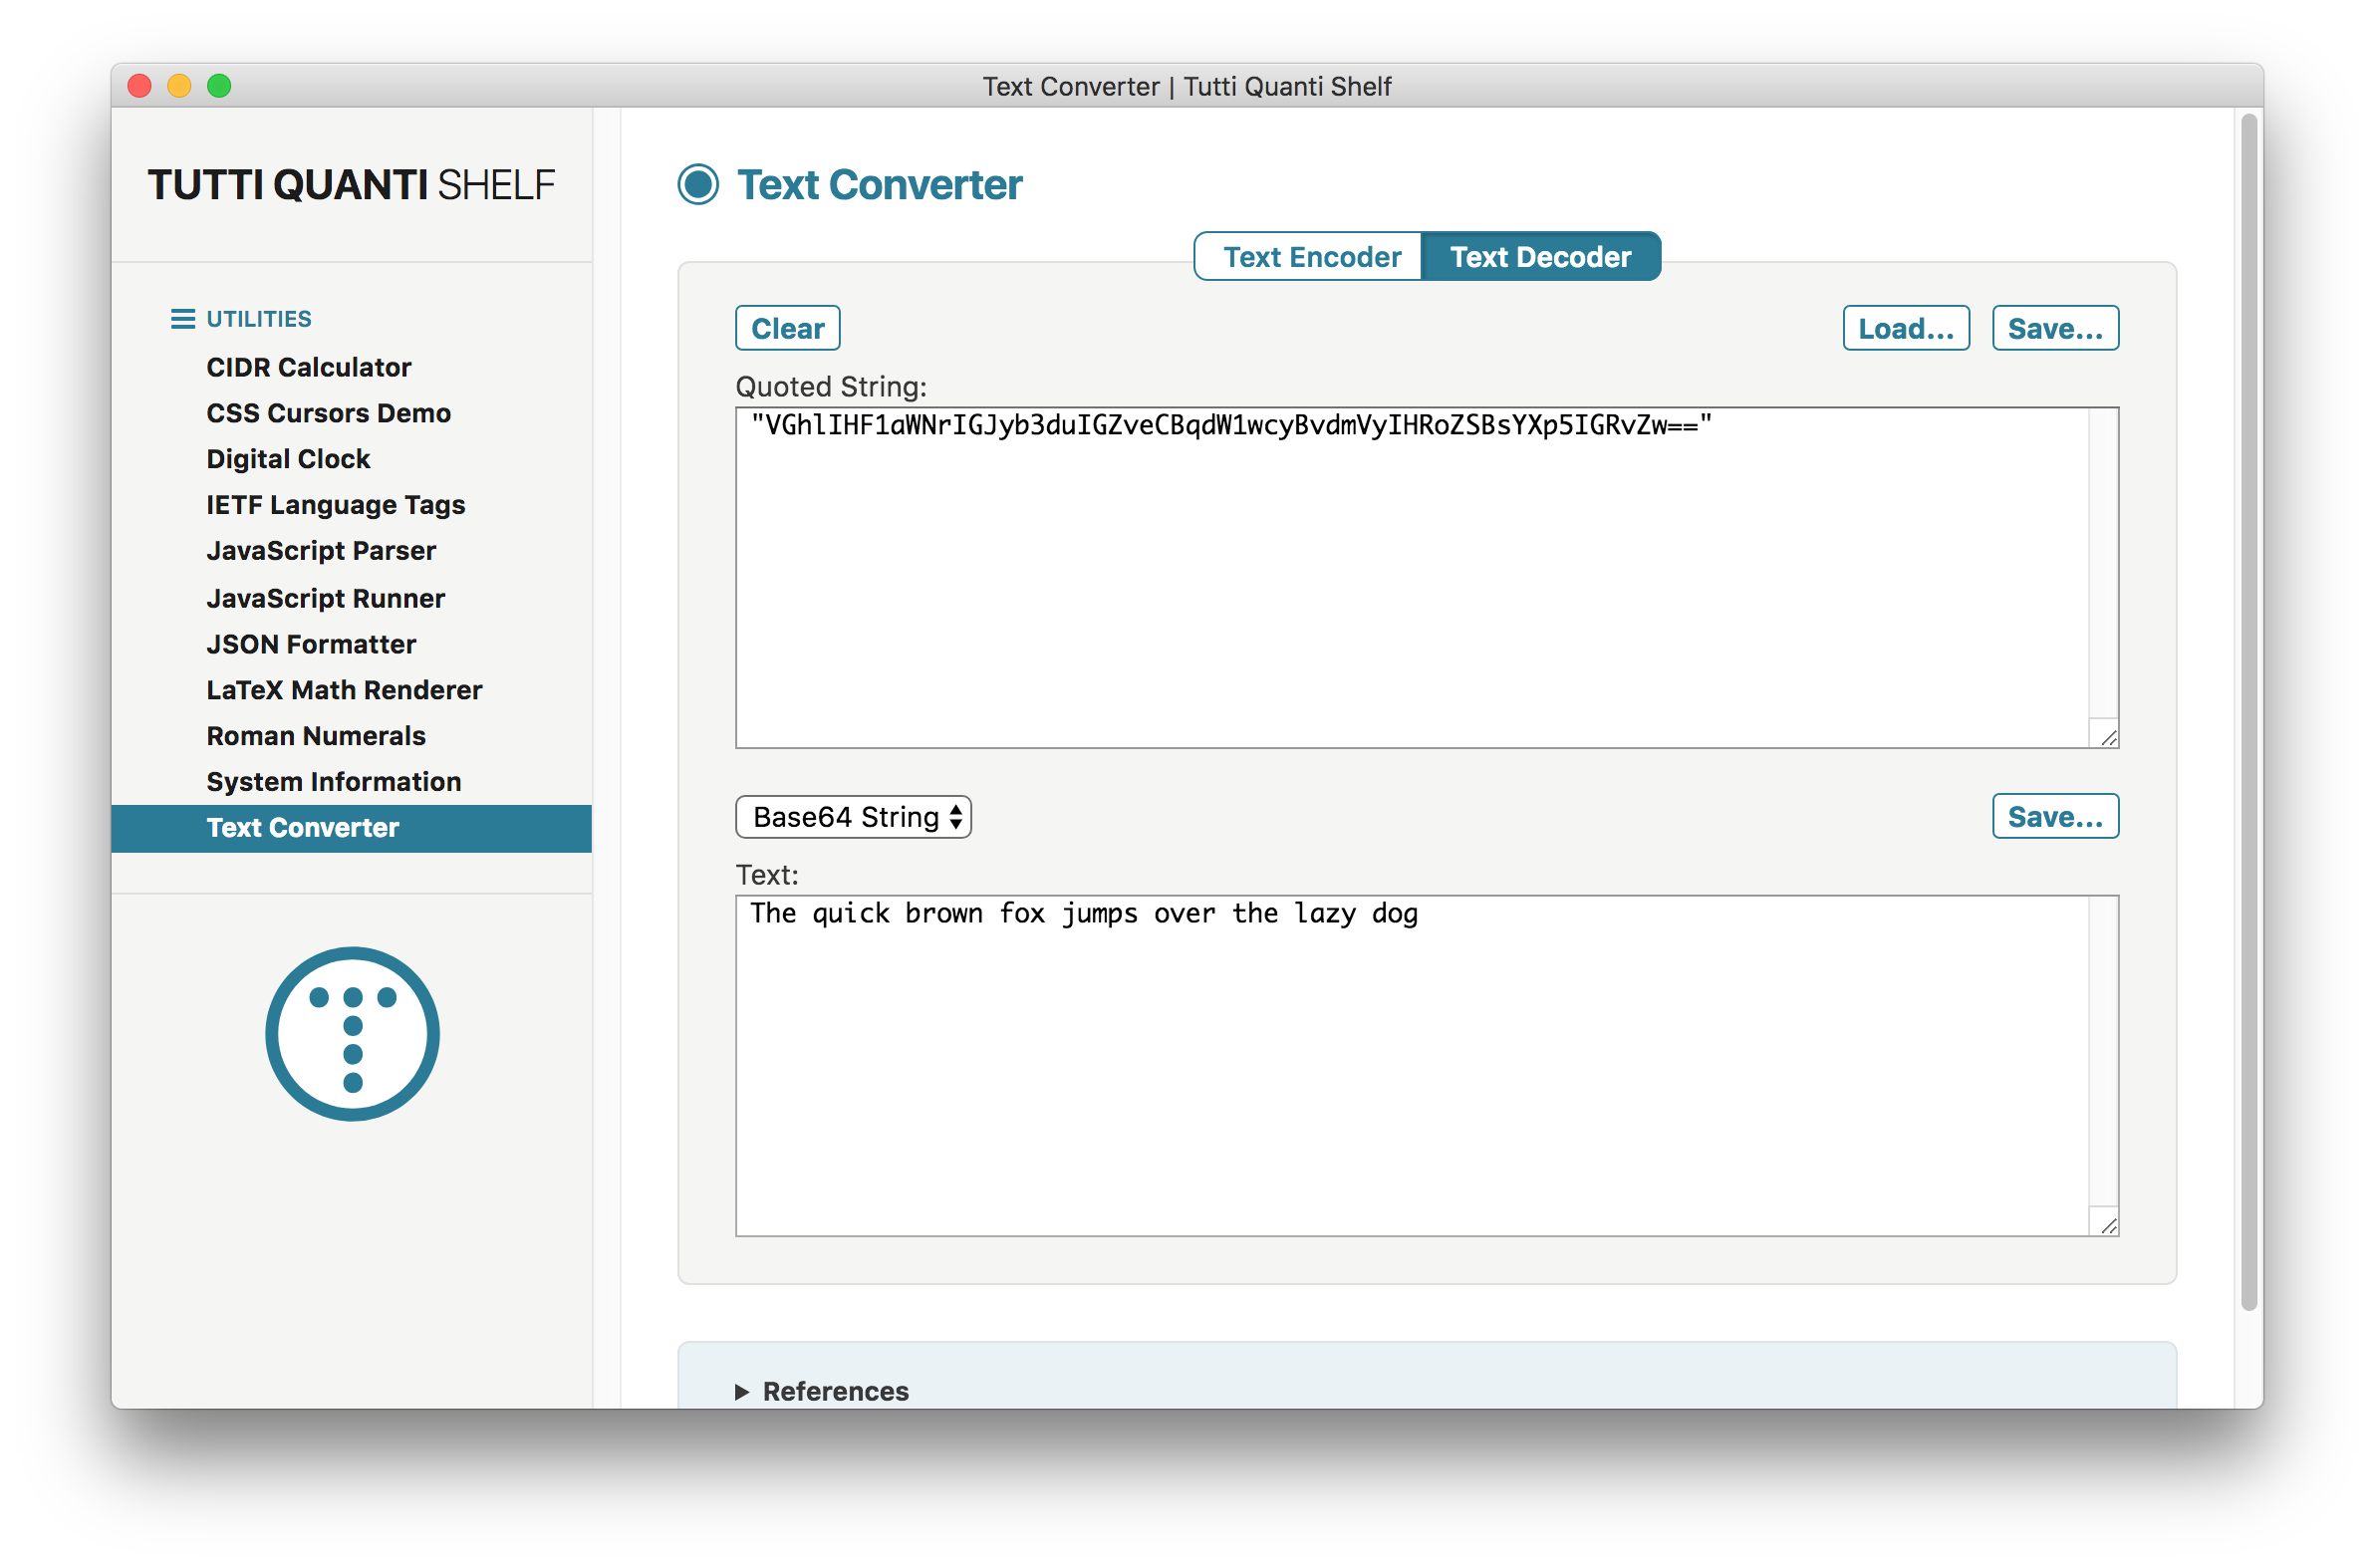 Text Converter | Tutti Quanti Shelf
TUTTI QUANTI SHELF
UTILITIES
CIDR Calculator
CSS Cursors Demo
Digital Clock
IETF Language Tags
JavaScript Parser
JavaScript Runner
JSON Formatter
LaTeX Math Renderer
Roman Numerals
System Information
Text Converter
Text Converter
Text Encoder Text Decoder
Clear Load... Save...
Quoted String:
"VGhlIHF1aWNrIGJyb3duIGZveCBqdW1wcyBvdmVyIHRoZSBsYXp5IGRvZw=="
Base64 String Save...
Text:
The quick brown fox jumps over the lazy dog
References